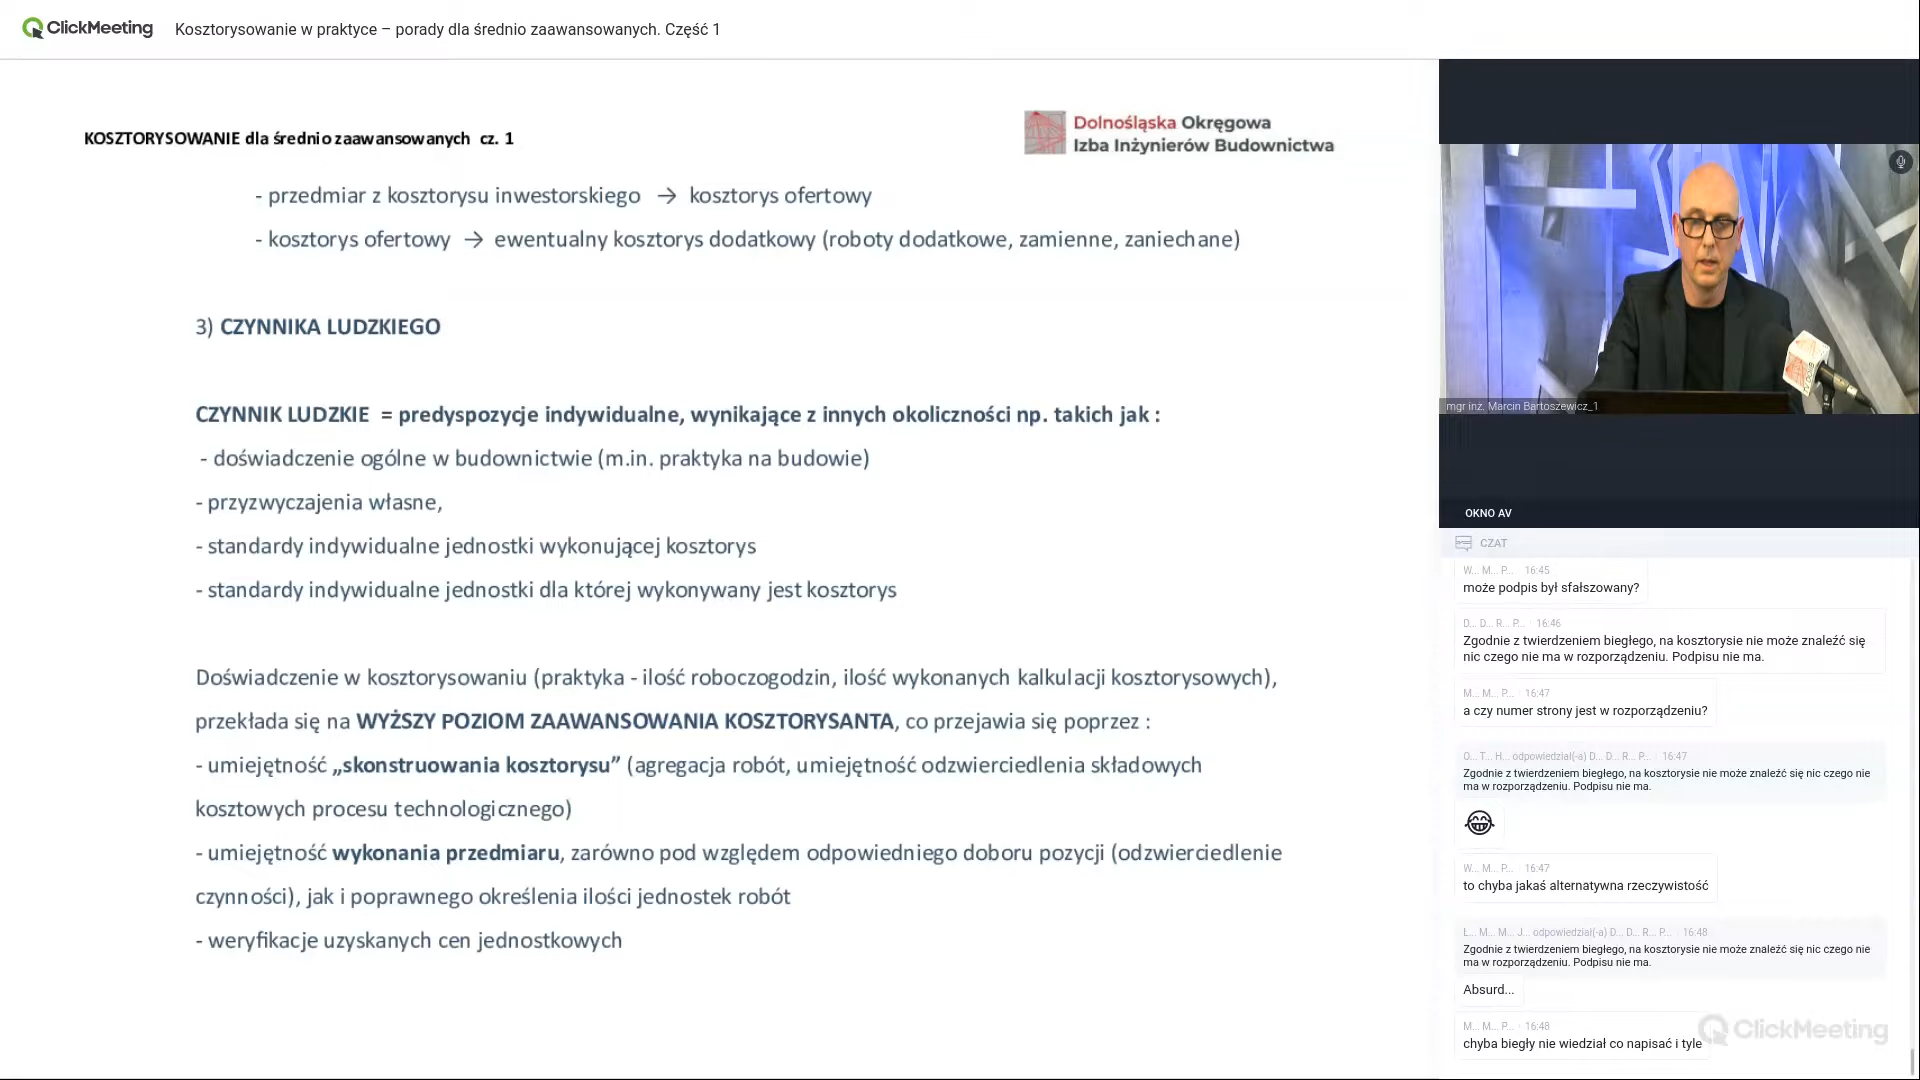 ClickMeeting
Kosztorysowanie w praktyce – porady dla średnio zaawansowanych. Część 1
KOSZTORYSOWANIE dla średnio zaawansowanych cz. 1
Dolnośląska Okręgowa
Izba Inżynierów Budownictwa
- przedmiar z kosztorysu inwestorskiego → kosztorys ofertowy
- kosztorys ofertowy → ewentualny kosztorys dodatkowy (roboty dodatkowe, zamienne, zaniechane)
3) CZYNNIKA LUDZKIEGO
CZYNNIK LUDZKIE = predyspozycje indywidualne, wynikające z innych okoliczności np. takich jak :
- doświadczenie ogólne w budownictwie (m.in. praktyka na budowie)
- przyzwyczajenia własne,
- standardy indywidualne jednostki wykonującej kosztorys
- standardy indywidualne jednostki dla której wykonywany jest kosztorys
Doświadczenie w kosztorysowaniu (praktyka - ilość roboczogodzin, ilość wykonanych kalkulacji kosztorysowych),
przekłada się na WYŻSZY POZIOM ZAAWANSOWANIA KOSZTORYSANTA, co przejawia się poprzez :
- umiejętność „skonstruowania kosztorysu” (agregacja robót, umiejętność odzwierciedlenia składowych
kosztowych procesu technologicznego)
- umiejętność wykonania przedmiaru, zarówno pod względem odpowiedniego doboru pozycji (odzwierciedlenie
czynności), jak i poprawnego określenia ilości jednostek robót
- weryfikacje uzyskanych cen jednostkowych
mgr inż. Marcin Bartoszewicz_1
OKNO AV
CZAT
W... M... P... · 16:45
może podpis był sfałszowany?
D... D... R... P... · 16:46
Zgodnie z twierdzeniem biegłego, na kosztorysie nie może znaleźć się
nic czego nie ma w rozporządzeniu. Podpisu nie ma.
M... M... P... · 16:47
a czy numer strony jest w rozporządzeniu?
O... T... H... odpowiedział(-a) D... D... R... P... · 16:47
Zgodnie z twierdzeniem biegłego, na kosztorysie nie może znaleźć się nic czego nie
ma w rozporządzeniu. Podpisu nie ma.
😂
W... M... P... · 16:47
to chyba jakaś alternatywna rzeczywistość
Ł... M... M... J... odpowiedział(-a) D... D... R... P... · 16:48
Zgodnie z twierdzeniem biegłego, na kosztorysie nie może znaleźć się nic czego nie
ma w rozporządzeniu. Podpisu nie ma.
Absurd...
M... M... P... · 16:48
chyba biegły nie wiedział co napisać i tyle
ClickMeeting